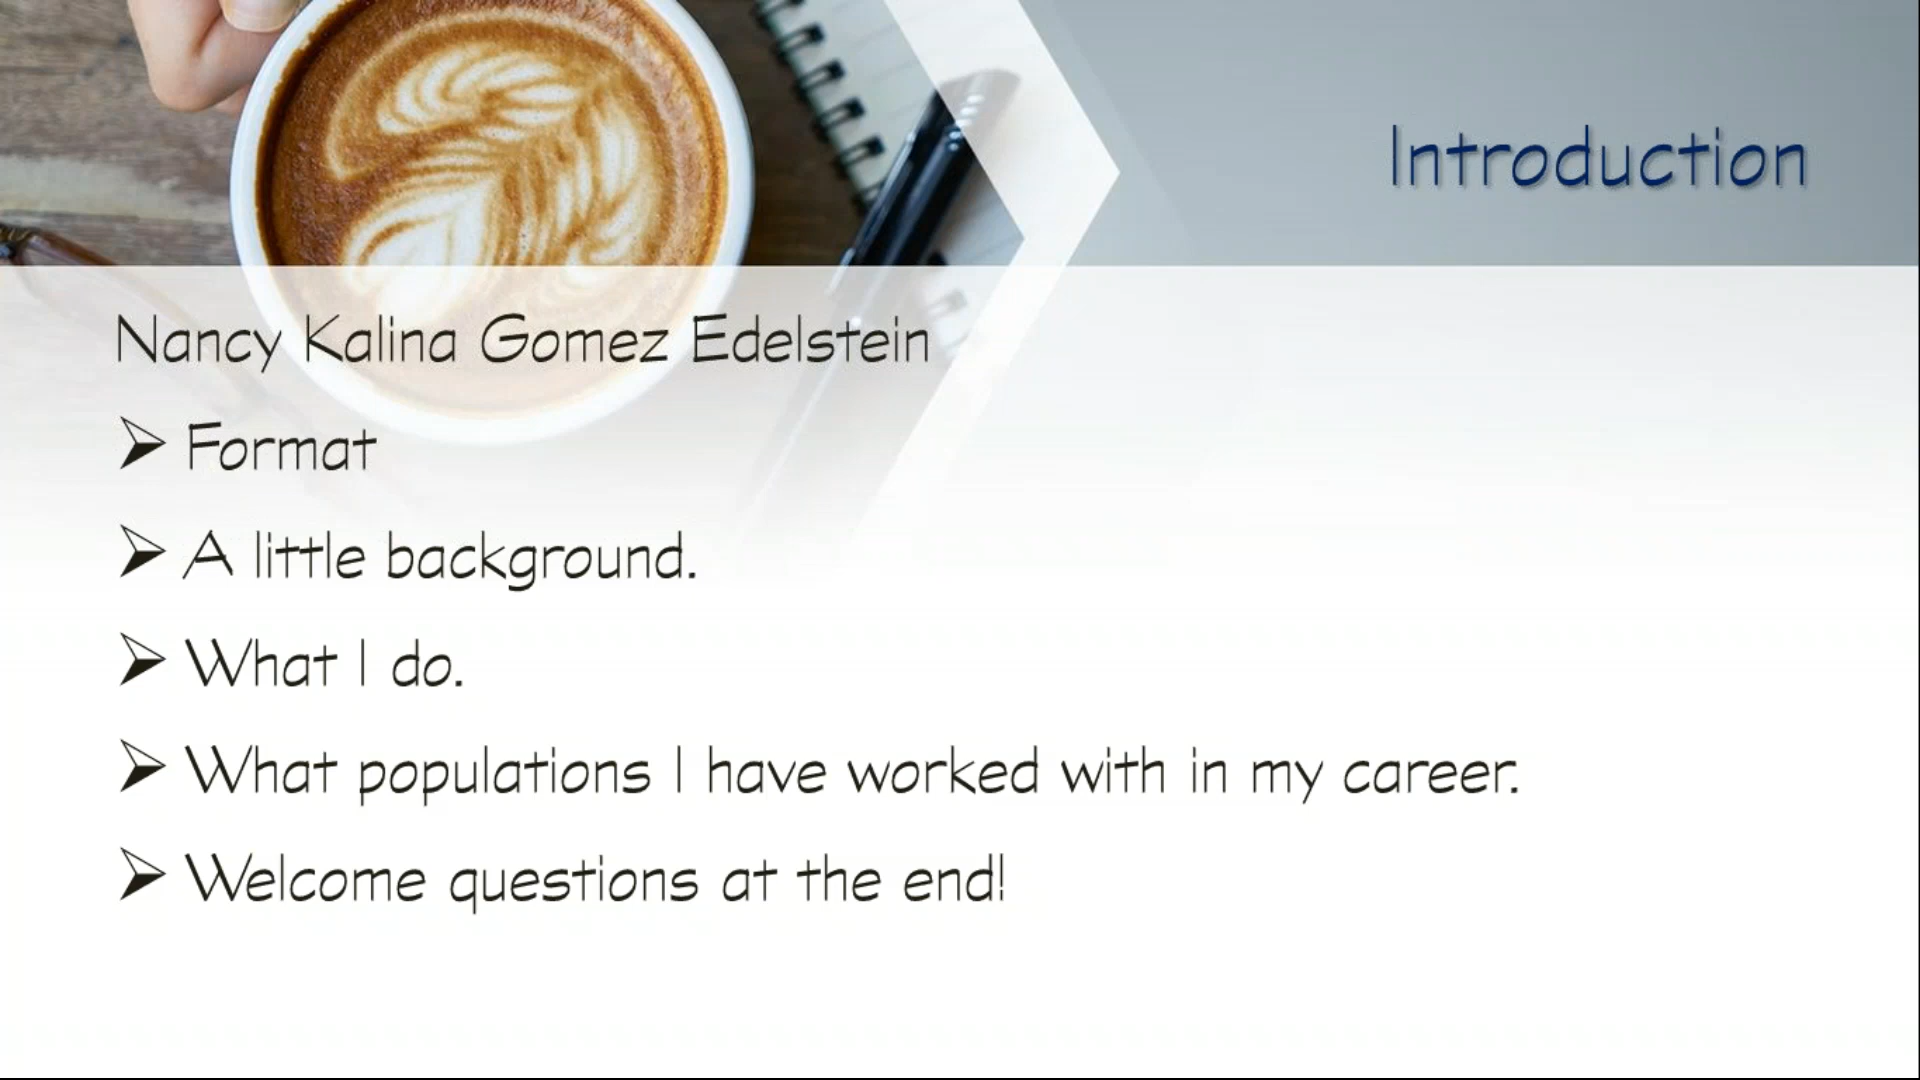 Introduction
Nancy Kalina Gomez Edelstein
Format
A little background.
What I do.
What populations I have worked with in my career.
Welcome questions at the end!